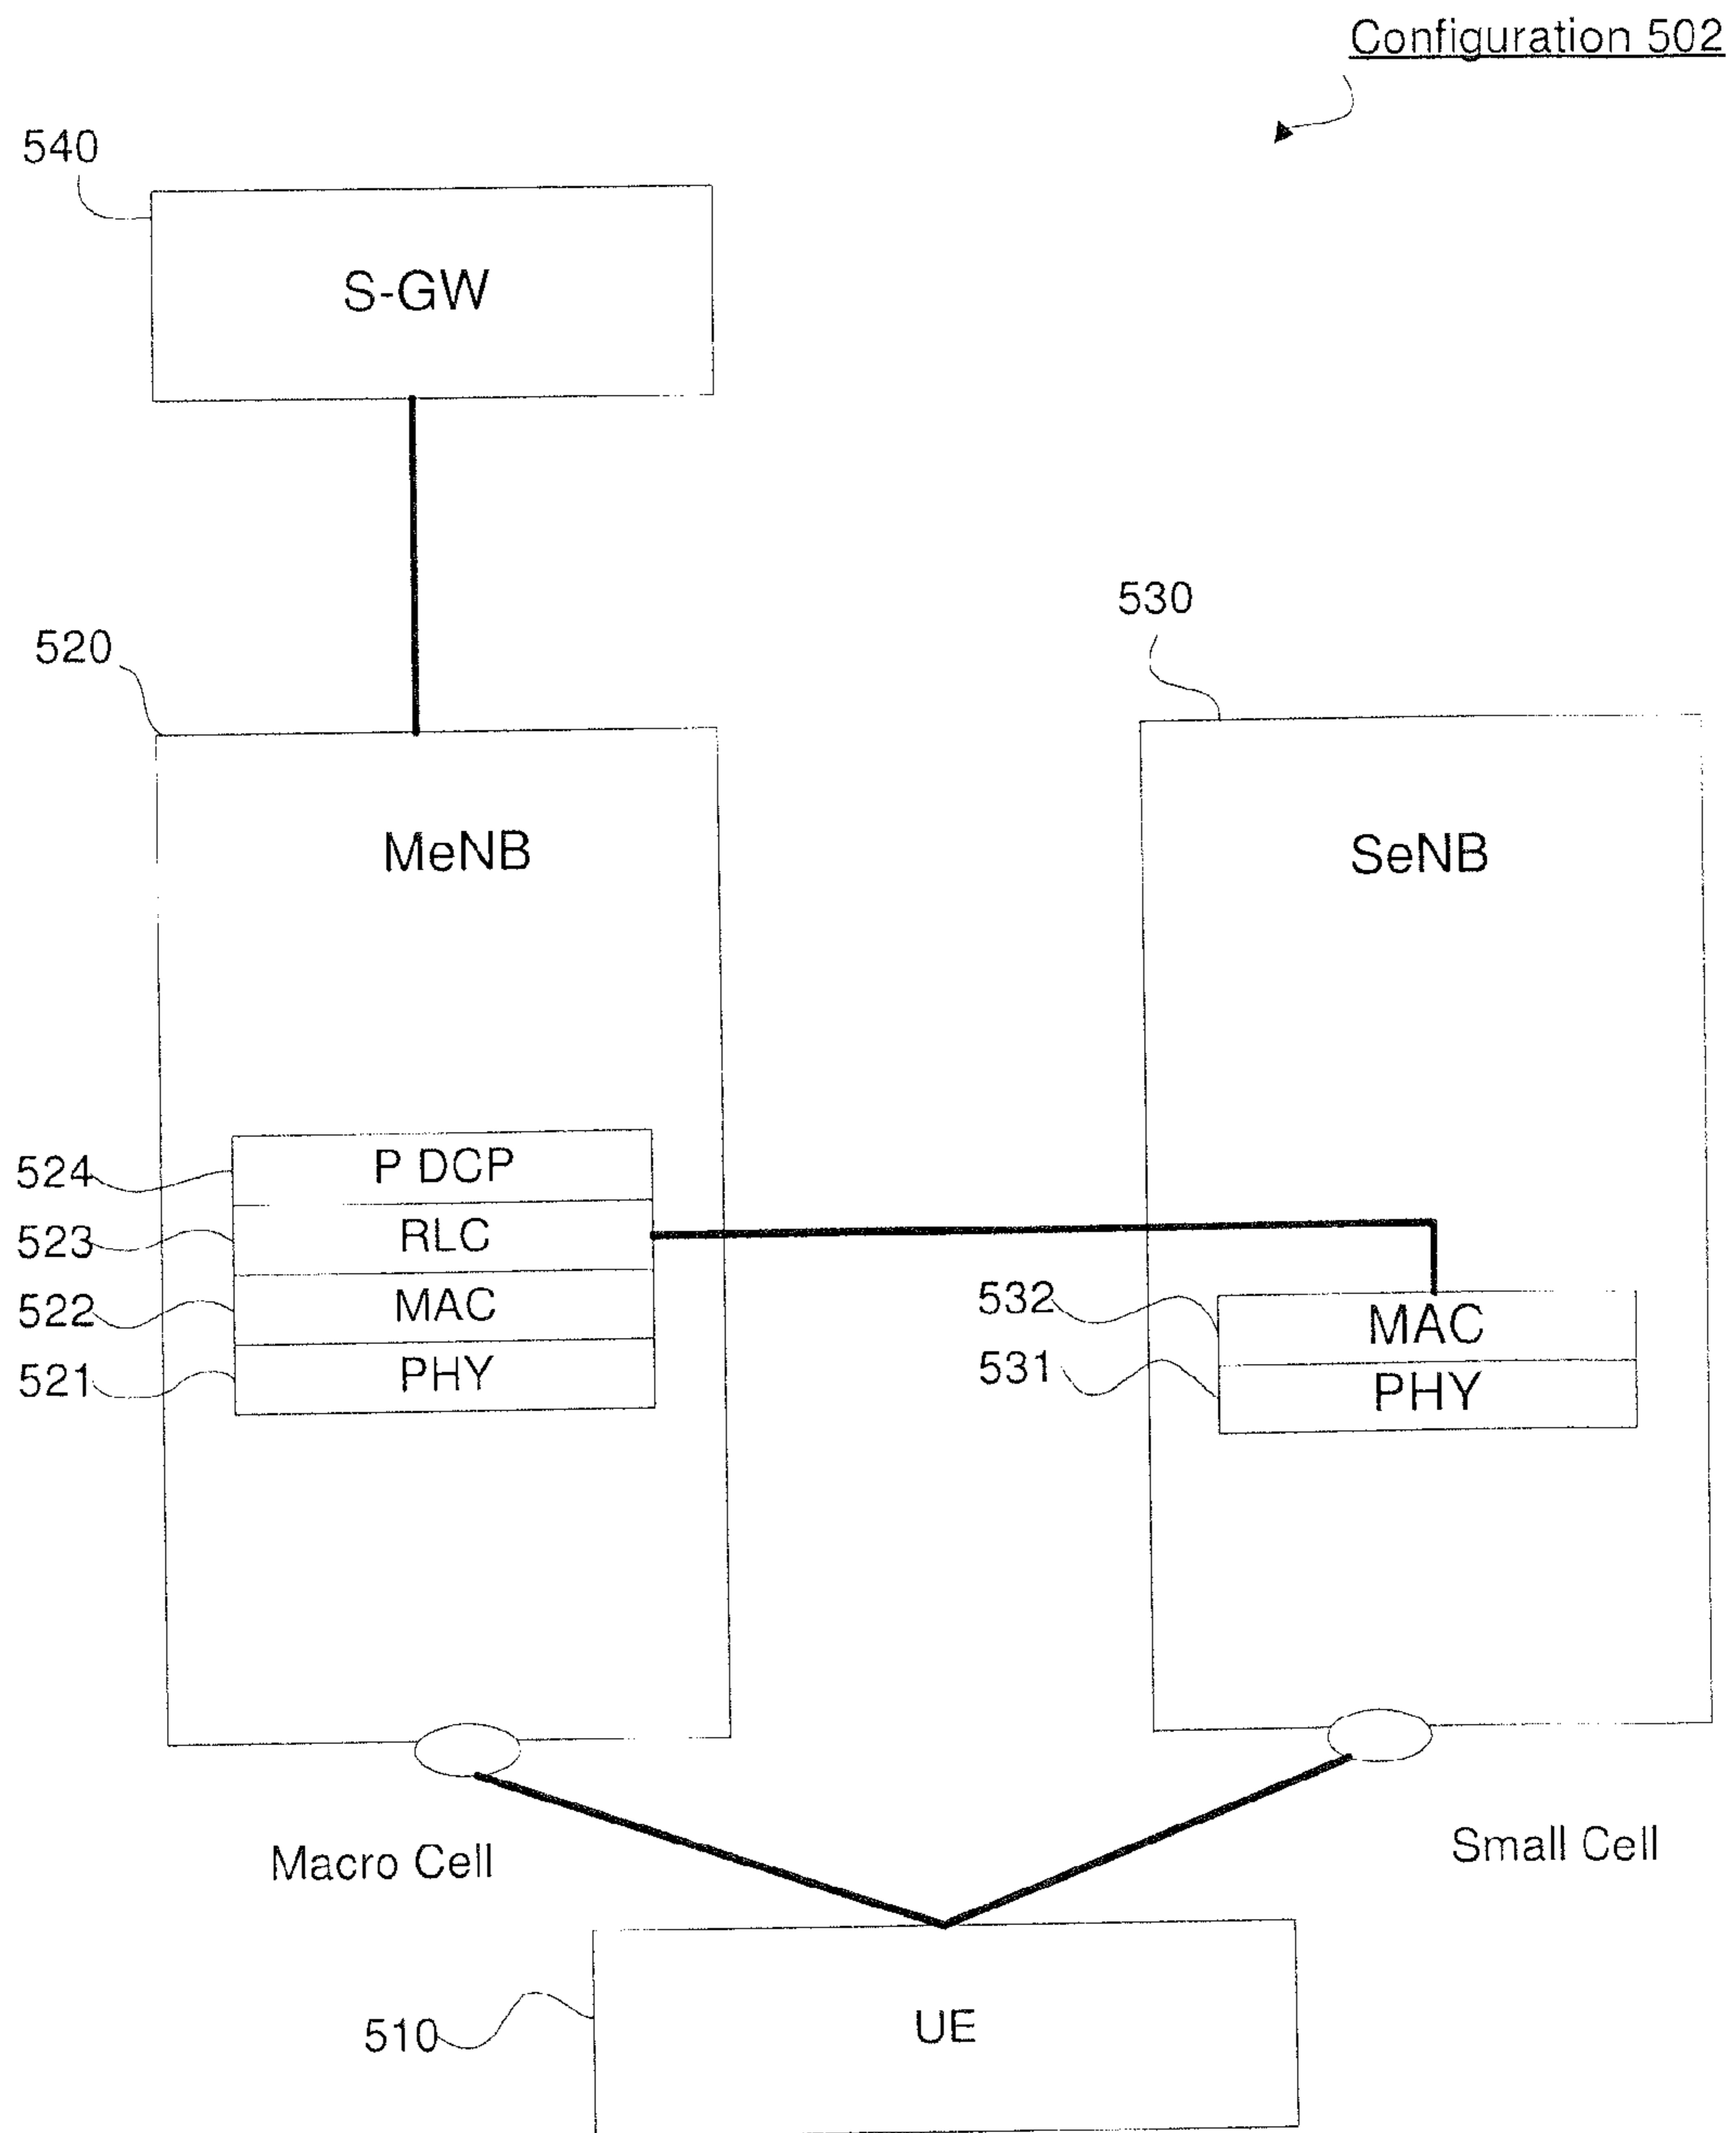 Configuration 502
540
S-GW
520
530
MeNB
SeNB
524
P DCP
523
RLC
522
MAC
521
PHY
532
MAC
531
PHY
Macro Cell
Small Cell
510
UE